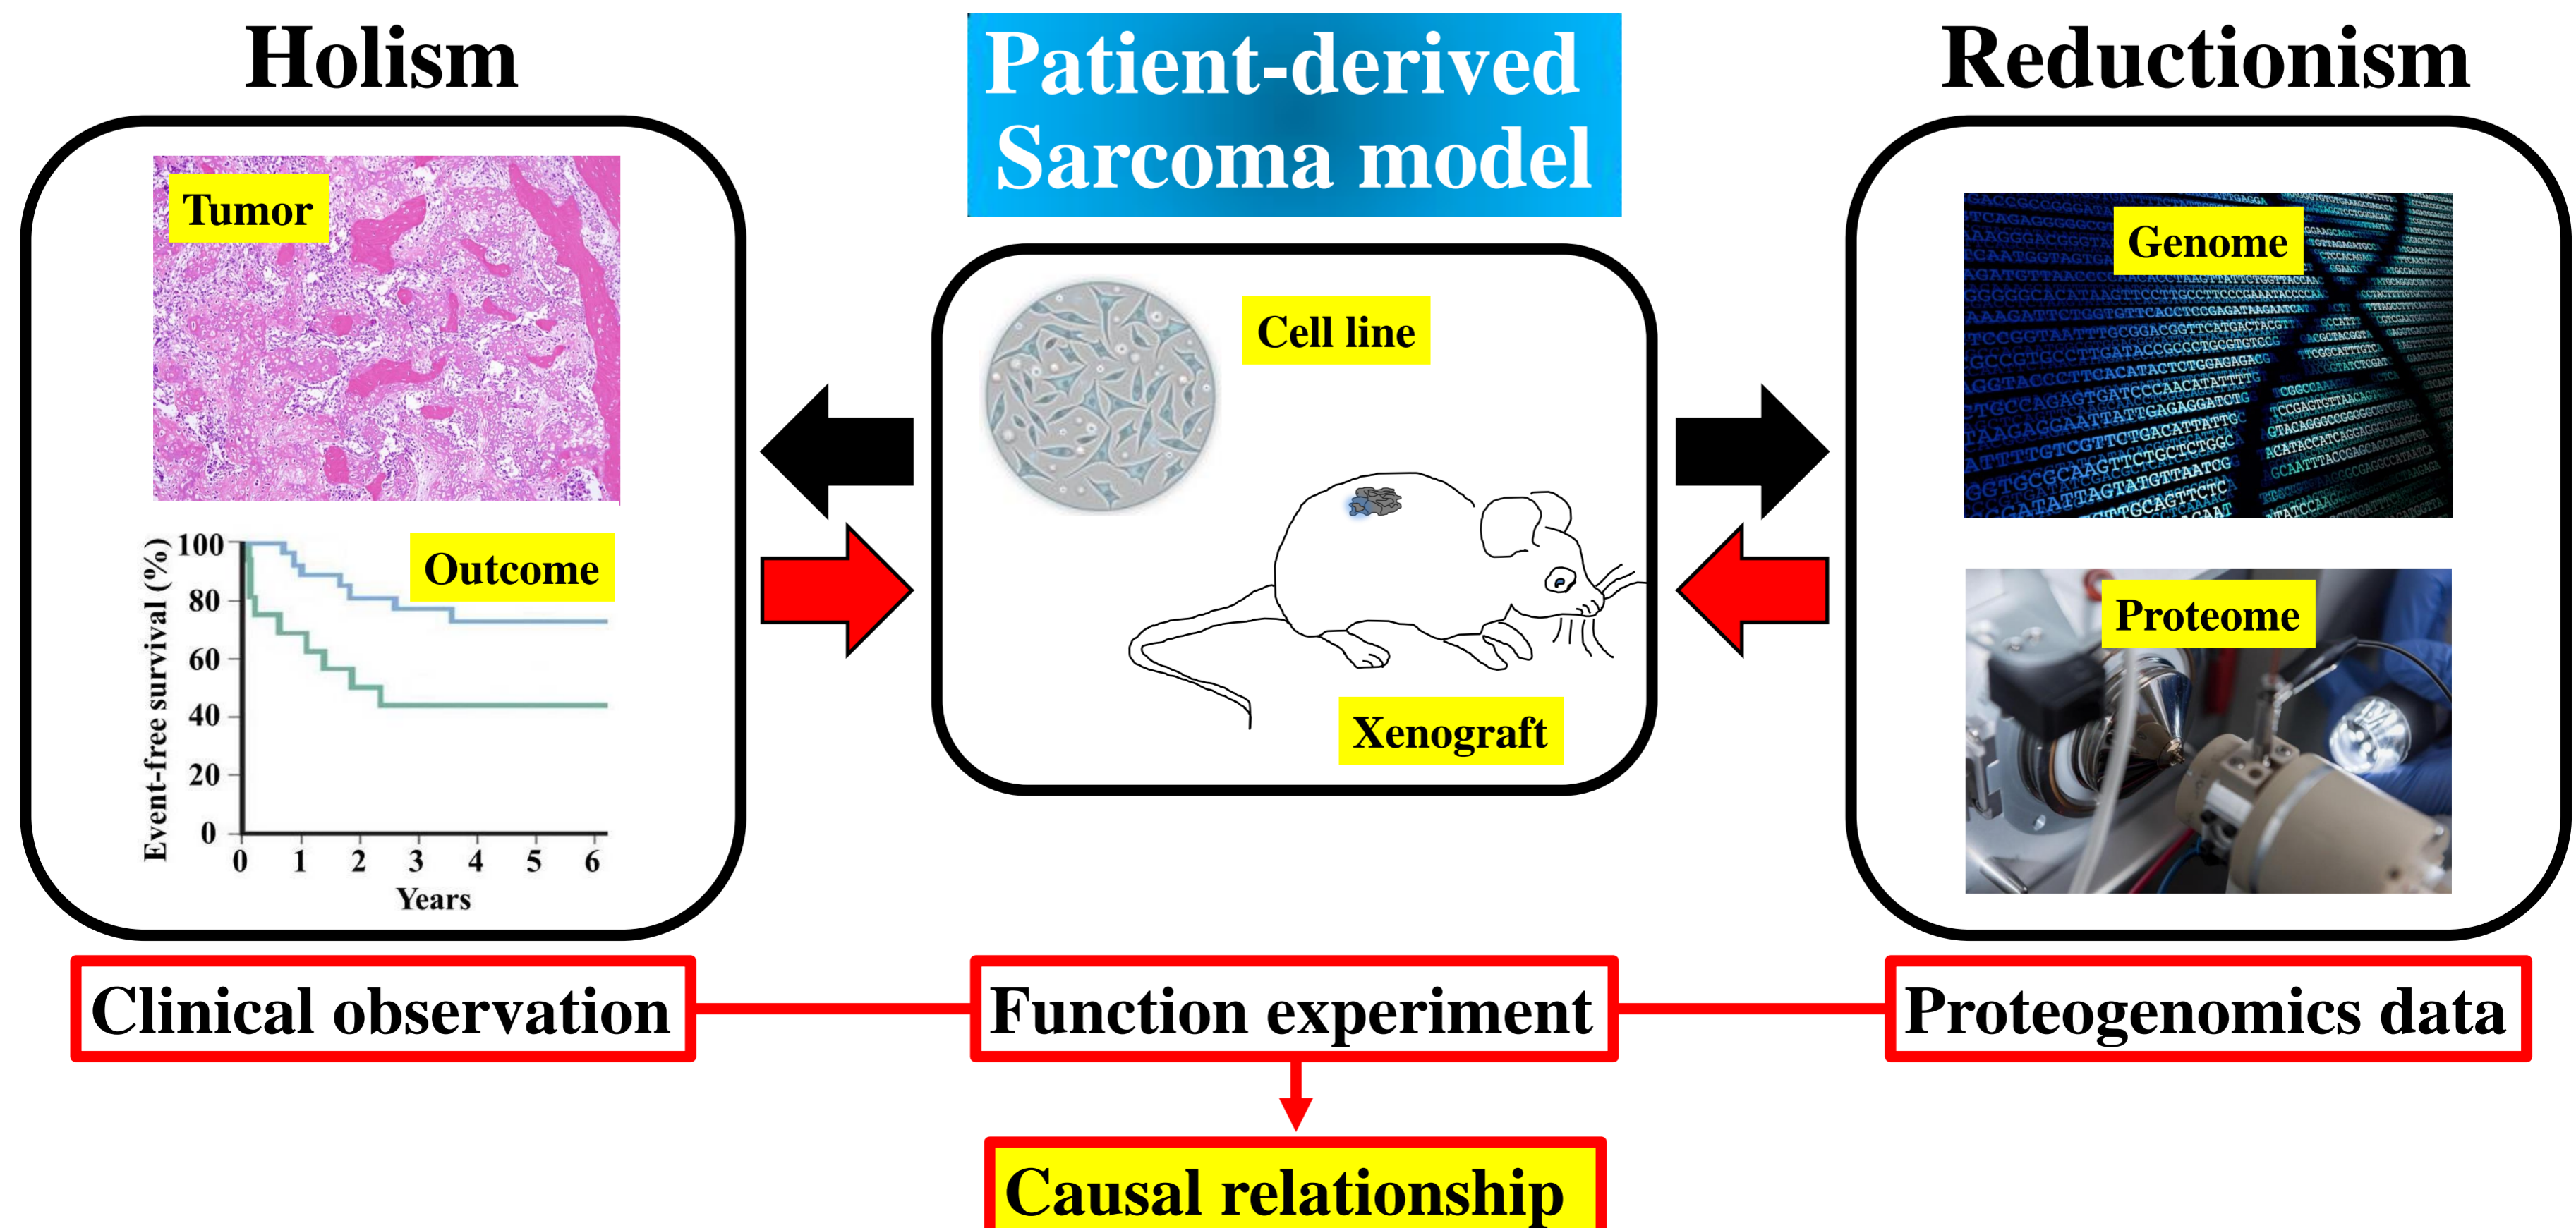 Holism
Patient-derived
Sarcoma model
Reductionism
Tumor
Outcome
Event-free survival (%)
100
80
60
40
20
0
0 1 2 3 4 5 6
Years
Cell line
Xenograft
Genome
Proteome
Clinical observation
Function experiment
Proteogenomics data
Causal relationship